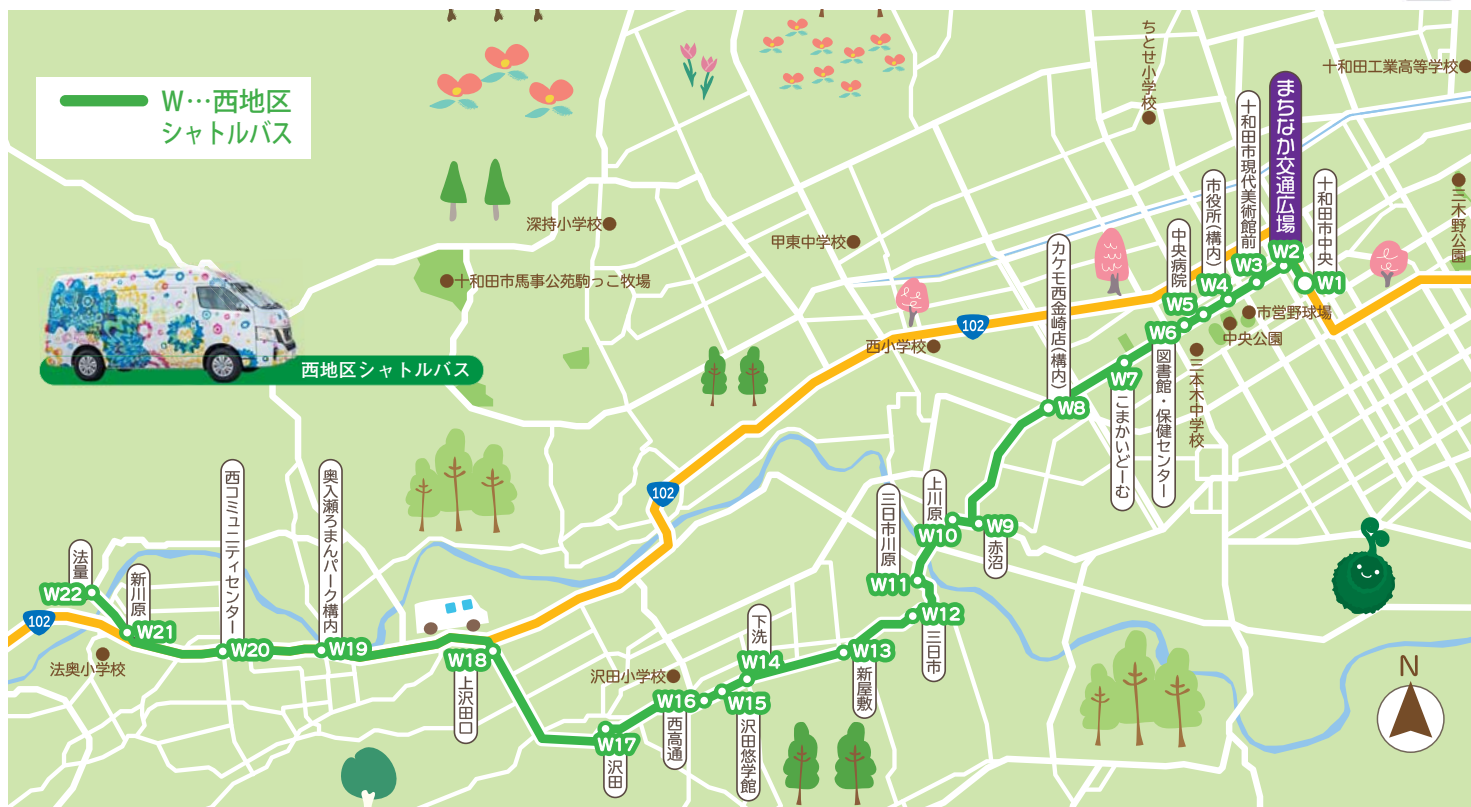 W…西地区
シャトルバス
西地区シャトルバス
ちとせ小学校
十和田工業高等学校
三木野公園
深持小学校
甲東中学校
十和田市馬事公苑駒っこ牧場
西小学校
市営野球場
中央公園
三本木中学校
102
102
102
法奥小学校
沢田小学校
W1
十和田市中央
W2
まちなか交通広場
W3
十和田市現代美術館前
W4
市役所(構内)
W5
中央病院
W6
図書館・保健センター
W7
こまかいどーむ
W8
カケモ西金崎店(構内)
W9
赤沼
W10
上川原
W11
三日市川原
W12
三日市
W13
新屋敷
W14
下洗
W15
沢田悠学館
W16
西高通
W17
沢田
W18
上沢田口
W19
奥入瀬ろまんパーク構内
W20
西コミュニティセンター
W21
新川原
W22
法量
N